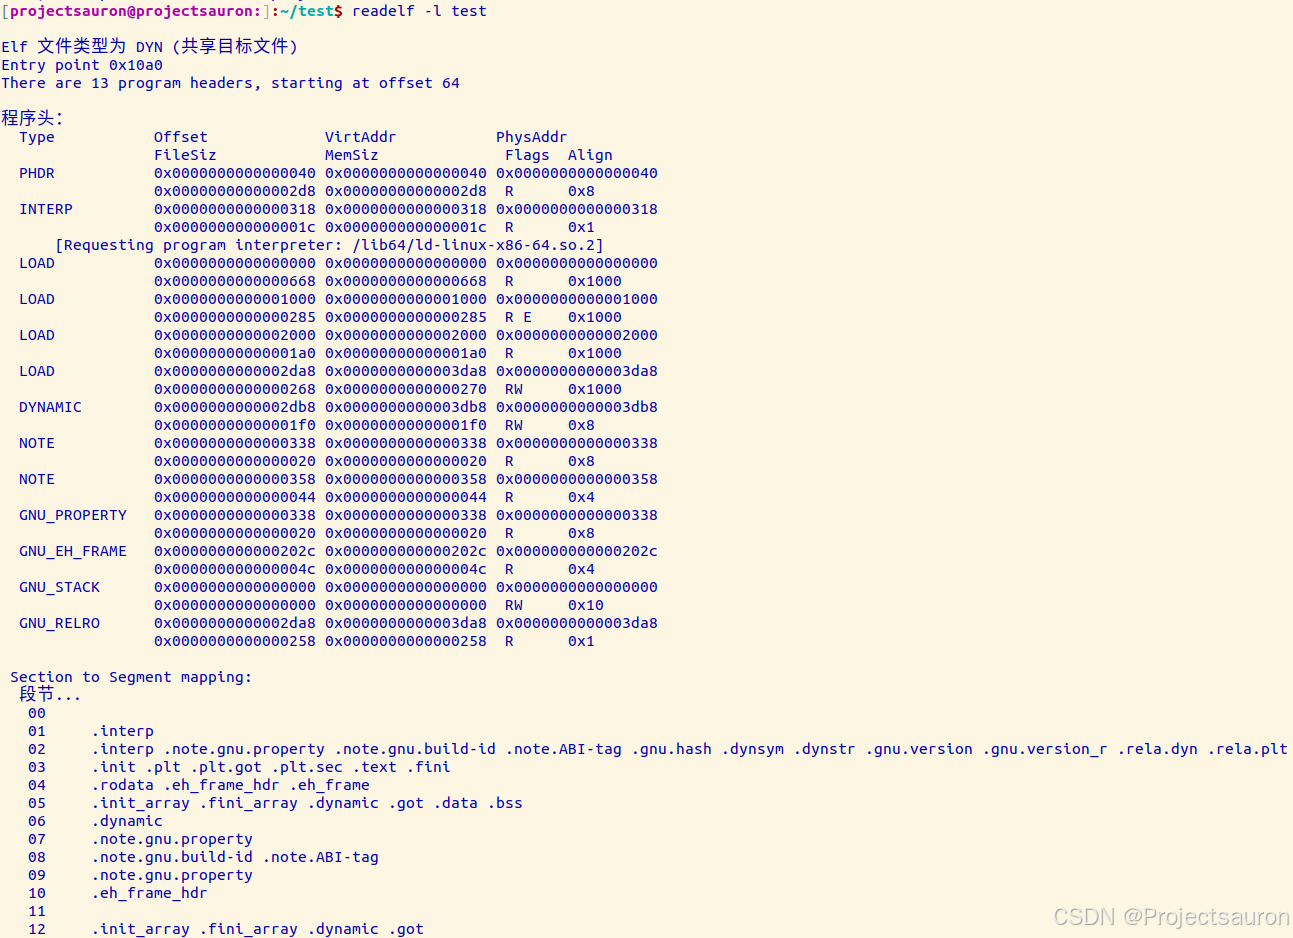 [projectsauron@projectsauron:]:~/test$ readelf -l test
Elf 文件类型为 DYN (共享目标文件)
Entry point 0x10a0
There are 13 program headers, starting at offset 64
程序头：
Type Offset VirtAddr PhysAddr
FileSiz MemSiz Flags Align
PHDR 0x0000000000000040 0x0000000000000040 0x0000000000000040
0x00000000000002d8 0x00000000000002d8 R 0x8
INTERP 0x0000000000000318 0x0000000000000318 0x0000000000000318
0x000000000000001c 0x000000000000001c R 0x1
[Requesting program interpreter: /lib64/ld-linux-x86-64.so.2]
LOAD 0x0000000000000000 0x0000000000000000 0x0000000000000000
0x0000000000000668 0x0000000000000668 R 0x1000
LOAD 0x0000000000001000 0x0000000000001000 0x0000000000001000
0x0000000000000285 0x0000000000000285 R E 0x1000
LOAD 0x0000000000002000 0x0000000000002000 0x0000000000002000
0x00000000000001a0 0x00000000000001a0 R 0x1000
LOAD 0x0000000000002da8 0x0000000000003da8 0x0000000000003da8
0x0000000000000268 0x0000000000000270 RW 0x1000
DYNAMIC 0x0000000000002db8 0x0000000000003db8 0x0000000000003db8
0x00000000000001f0 0x00000000000001f0 RW 0x8
NOTE 0x0000000000000338 0x0000000000000338 0x0000000000000338
0x0000000000000020 0x0000000000000020 R 0x8
NOTE 0x0000000000000358 0x0000000000000358 0x0000000000000358
0x0000000000000044 0x0000000000000044 R 0x4
GNU_PROPERTY 0x0000000000000338 0x0000000000000338 0x0000000000000338
0x0000000000000020 0x0000000000000020 R 0x8
GNU_EH_FRAME 0x000000000000202c 0x000000000000202c 0x000000000000202c
0x000000000000004c 0x000000000000004c R 0x4
GNU_STACK 0x0000000000000000 0x0000000000000000 0x0000000000000000
0x0000000000000000 0x0000000000000000 RW 0x10
GNU_RELRO 0x0000000000002da8 0x0000000000003da8 0x0000000000003da8
0x0000000000000258 0x0000000000000258 R 0x1
Section to Segment mapping:
段节...
00
01 .interp
02 .interp .note.gnu.property .note.gnu.build-id .note.ABI-tag .gnu.hash .dynsym .dynstr .gnu.version .gnu.version_r .rela.dyn .rela.plt
03 .init .plt .plt.got .plt.sec .text .fini
04 .rodata .eh_frame_hdr .eh_frame
05 .init_array .fini_array .dynamic .got .data .bss
06 .dynamic
07 .note.gnu.property
08 .note.gnu.build-id .note.ABI-tag
09 .note.gnu.property
10 .eh_frame_hdr
11
12 .init_array .fini_array .dynamic .got
CSDN @Projectsauron